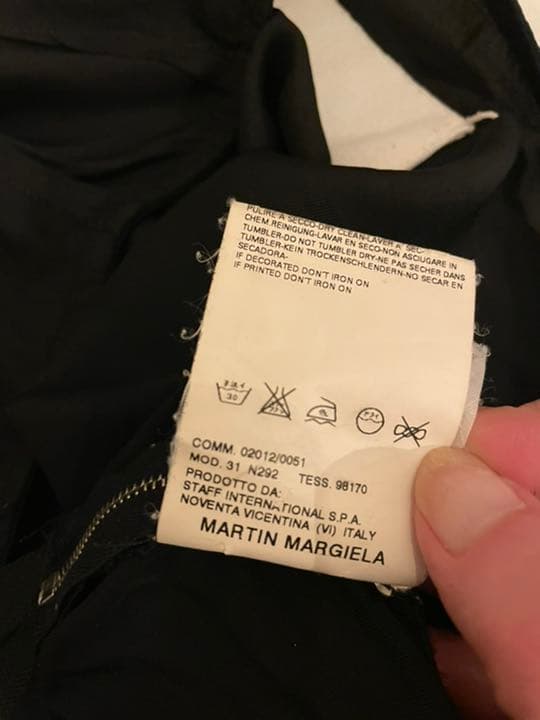 PULIRE A SECCO-DRY CLEAN-LAVER A SEC-
CHEM.REINIGUNG-LAVAR EN SECO-NON ASCIUGARE IN
TUMBLER-DO NOT TUMBLER DRY-NE PAS SECHER DANS
TUMBLER-KEIN TROCKENSCHLENDERN-NO SECAR EN
SECADORA-
IF DECORATED DON'T IRON ON
IF PRINTED DON'T IRON ON
30
COMM. 02012/0051
MOD. 31 N292 TESS. 98170
PRODOTTO DA:
STAFF INTERNATIONAL S.P.A.
NOVENTA VICENTINA (VI) ITALY
MARTIN MARGIELA